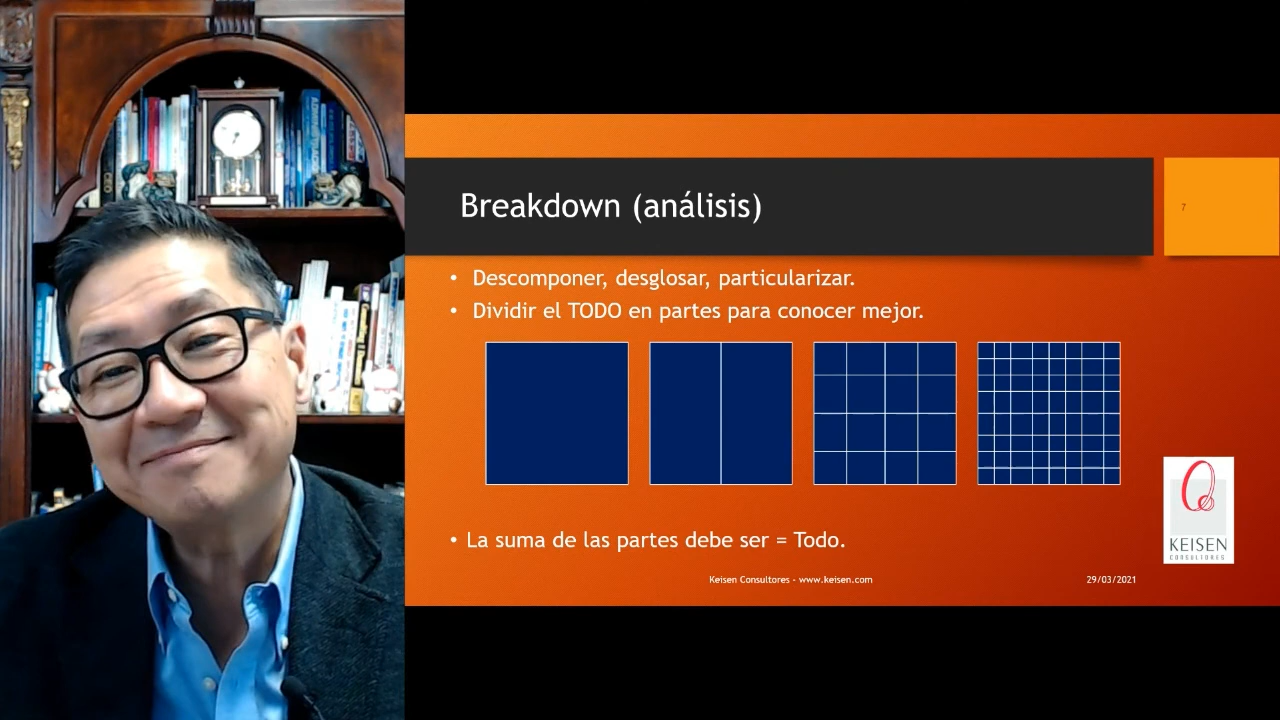 Breakdown (análisis)
7
• Descomponer, desglosar, particularizar.
• Dividir el TODO en partes para conocer mejor.
• La suma de las partes debe ser = Todo.
KEISEN
CONSULTORES
Keisen Consultores - www.keisen.com
29/03/2021